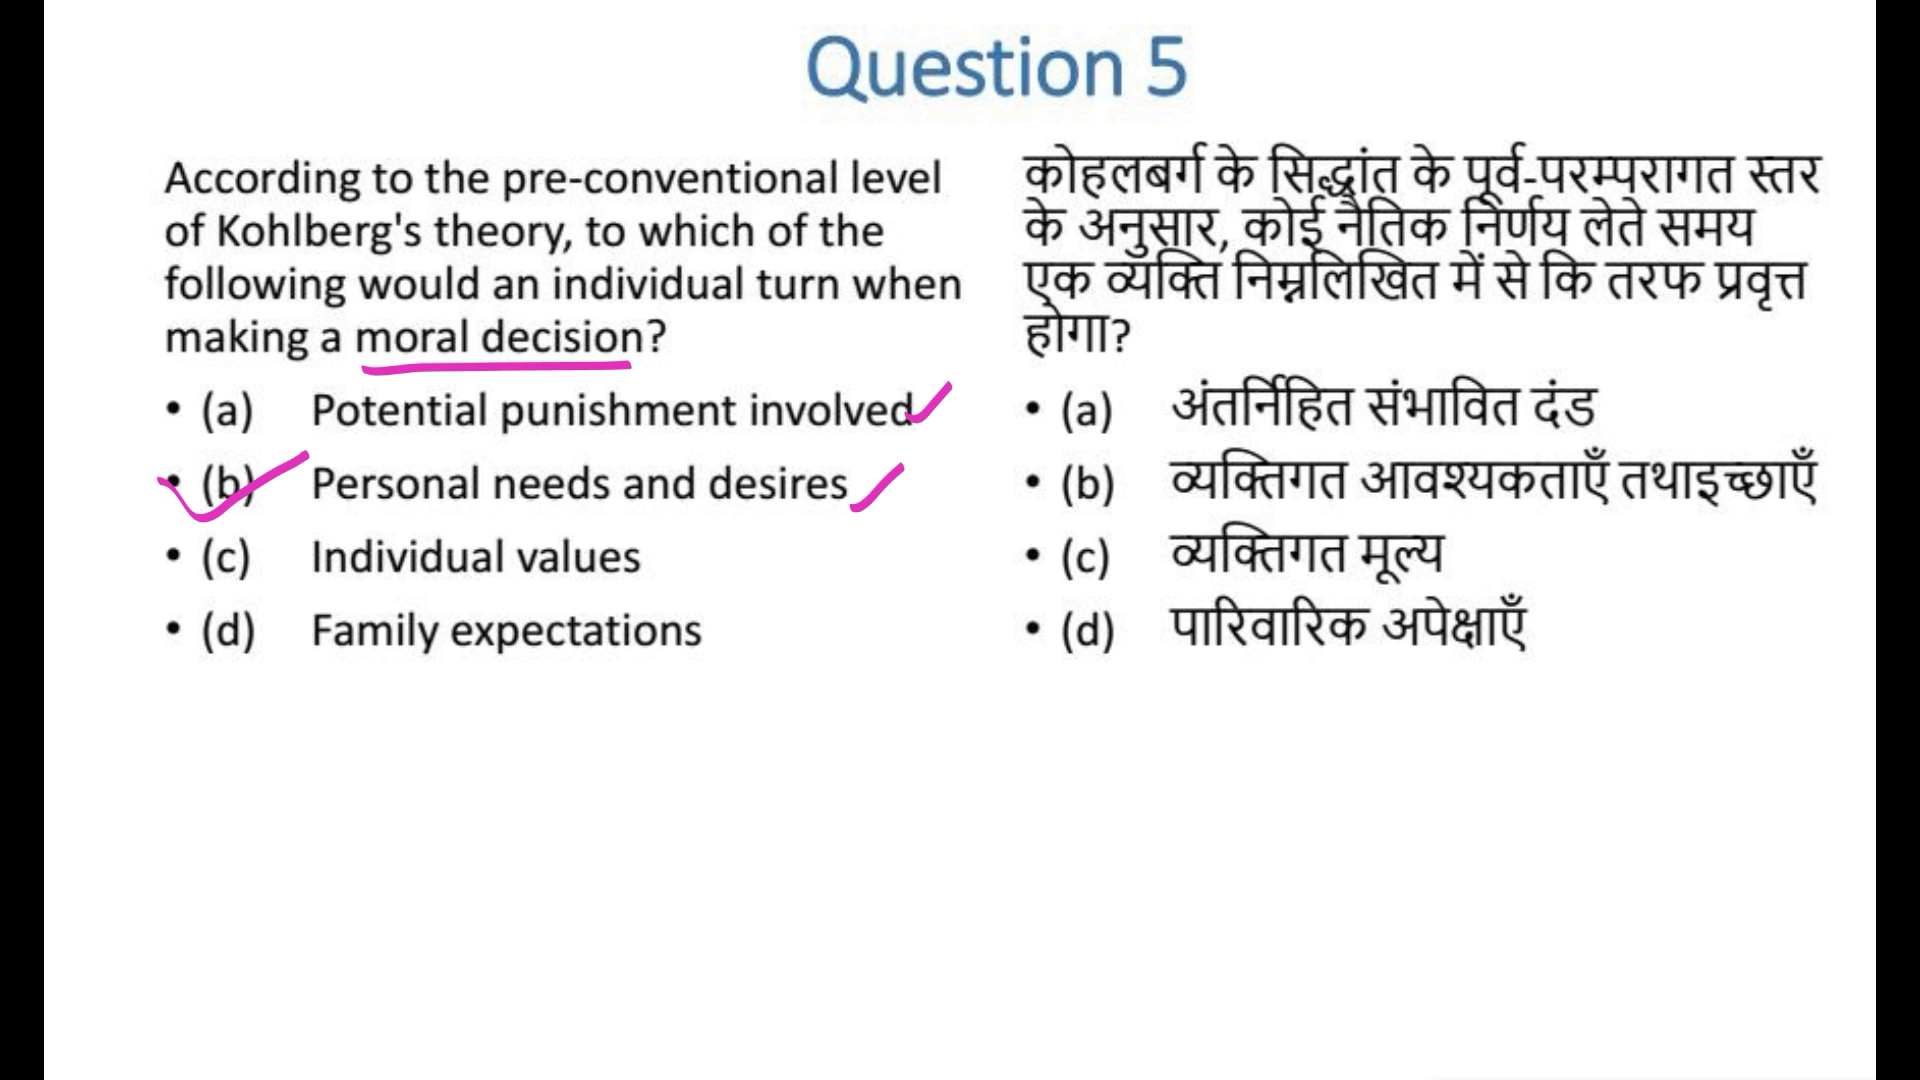 Question 5
According to the pre-conventional level
of Kohlberg's theory, to which of the
following would an individual turn when
making a moral decision?
• (a) Potential punishment involved
• (b) Personal needs and desires
• (c) Individual values
• (d) Family expectations
कोहलबर्ग के सिद्धांत के पूर्व-परम्परागत स्तर
के अनुसार, कोई नैतिक निर्णय लेते समय
एक व्यक्ति निम्नलिखित में से कि तरफ प्रवृत्त
होगा?
• (a) अंतर्निहित संभावित दंड
• (b) व्यक्तिगत आवश्यकताएँ तथाइच्छाएँ
• (c) व्यक्तिगत मूल्य
• (d) पारिवारिक अपेक्षाएँ